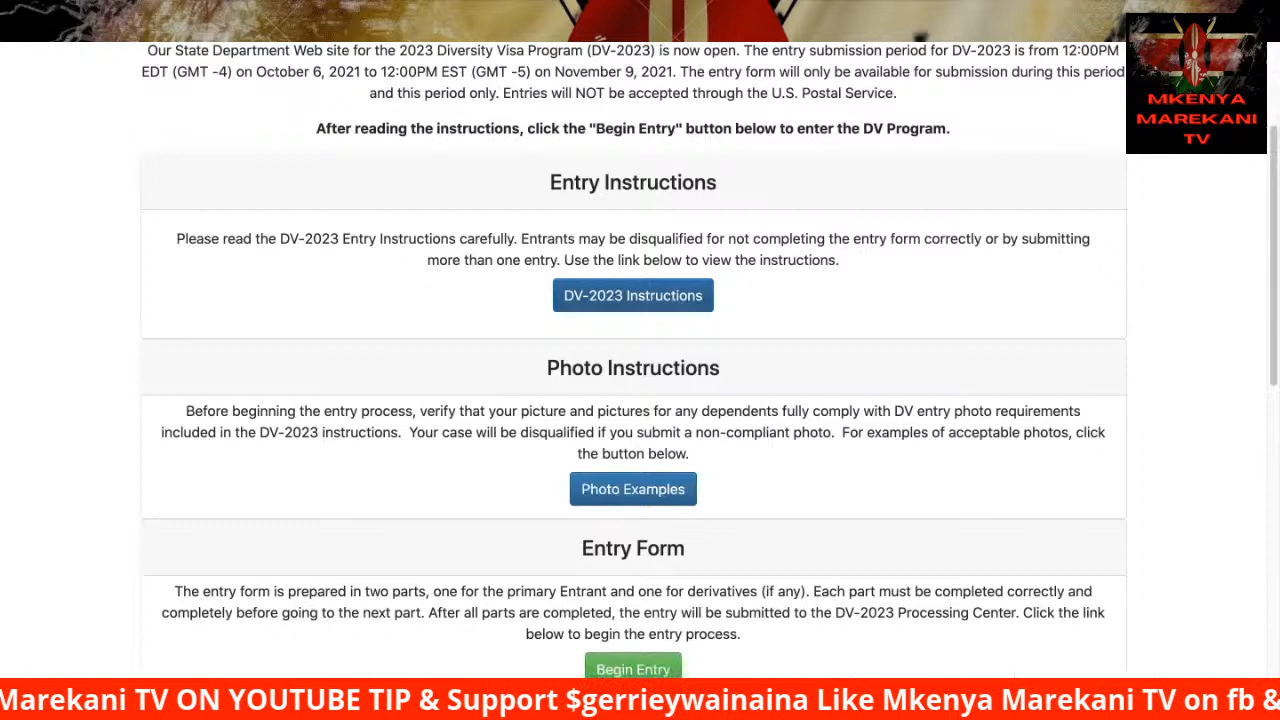 Our State Department Web site for the 2023 Diversity Visa Program (DV-2023) is now open. The entry submission period for DV-2023 is from 12:00PM
EDT (GMT -4) on October 6, 2021 to 12:00PM EST (GMT -5) on November 9, 2021. The entry form will only be available for submission during this period
and this period only. Entries will NOT be accepted through the U.S. Postal Service.
After reading the instructions, click the "Begin Entry" button below to enter the DV Program.
MKENYA
MAREKANI
TV
Entry Instructions
Please read the DV-2023 Entry Instructions carefully. Entrants may be disqualified for not completing the entry form correctly or by submitting
more than one entry. Use the link below to view the instructions.
DV-2023 Instructions
Photo Instructions
Before beginning the entry process, verify that your picture and pictures for any dependents fully comply with DV entry photo requirements
included in the DV-2023 instructions. Your case will be disqualified if you submit a non-compliant photo. For examples of acceptable photos, click
the button below.
Photo Examples
Entry Form
The entry form is prepared in two parts, one for the primary Entrant and one for derivatives (if any). Each part must be completed correctly and
completely before going to the next part. After all parts are completed, the entry will be submitted to the DV-2023 Processing Center. Click the link
below to begin the entry process.
Begin Entry
Marekani TV ON YOUTUBE TIP & Support $gerrieywainaina Like Mkenya Marekani TV on fb &